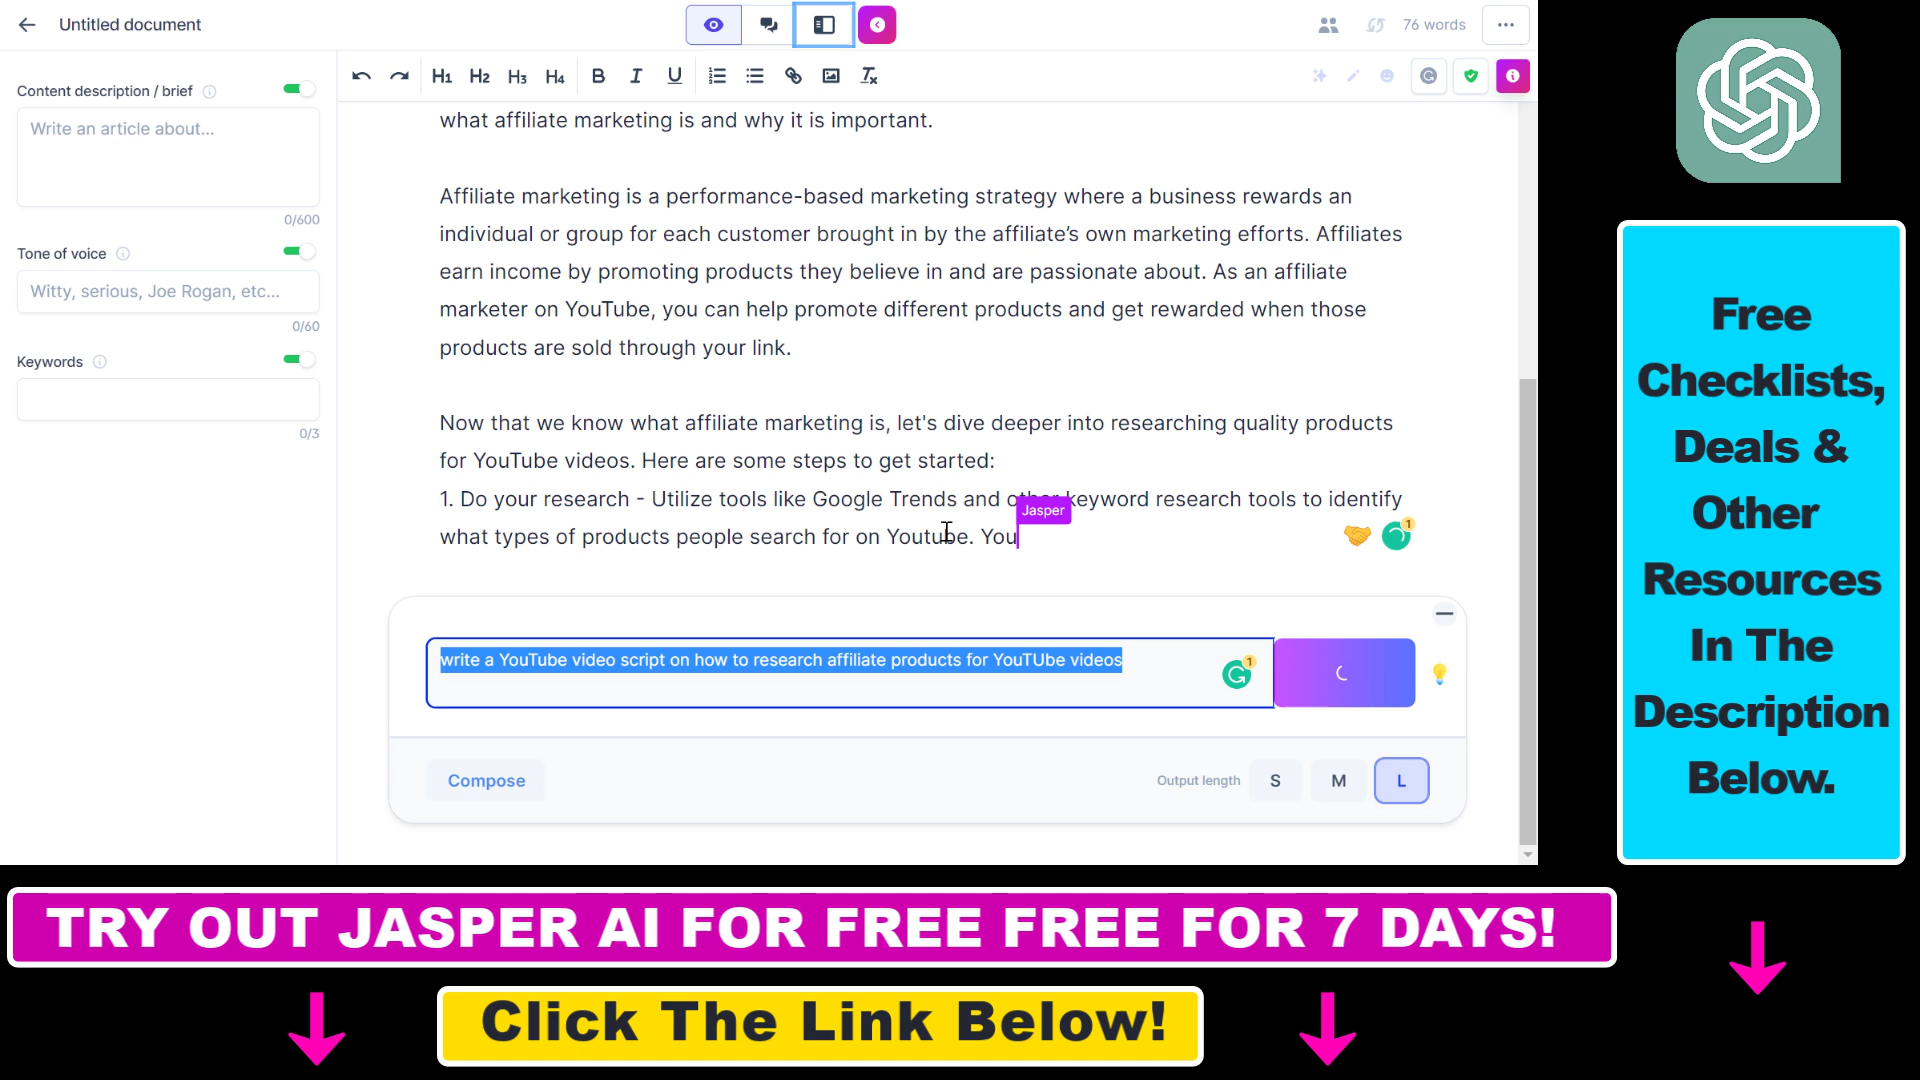 Untitled document
76 words
H1 H2 H3 H4 B I U
Content description / brief
Write an article about...
0/600
Tone of voice
Witty, serious, Joe Rogan, etc...
0/60
Keywords
0/3
what affiliate marketing is and why it is important.
Affiliate marketing is a performance-based marketing strategy where a business rewards an
individual or group for each customer brought in by the affiliate’s own marketing efforts. Affiliates
earn income by promoting products they believe in and are passionate about. As an affiliate
marketer on YouTube, you can help promote different products and get rewarded when those
products are sold through your link.
Now that we know what affiliate marketing is, let's dive deeper into researching quality products
for YouTube videos. Here are some steps to get started:
1. Do your research - Utilize tools like Google Trends and other keyword research tools to identify
Jasper
what types of products people search for on Youtube. You
1
write a YouTube video script on how to research affiliate products for YouTUbe videos
1
Compose
Output length S M L
Free
Checklists,
Deals &
Other
Resources
In The
Description
Below.
TRY OUT JASPER AI FOR FREE FREE FOR 7 DAYS!
Click The Link Below!